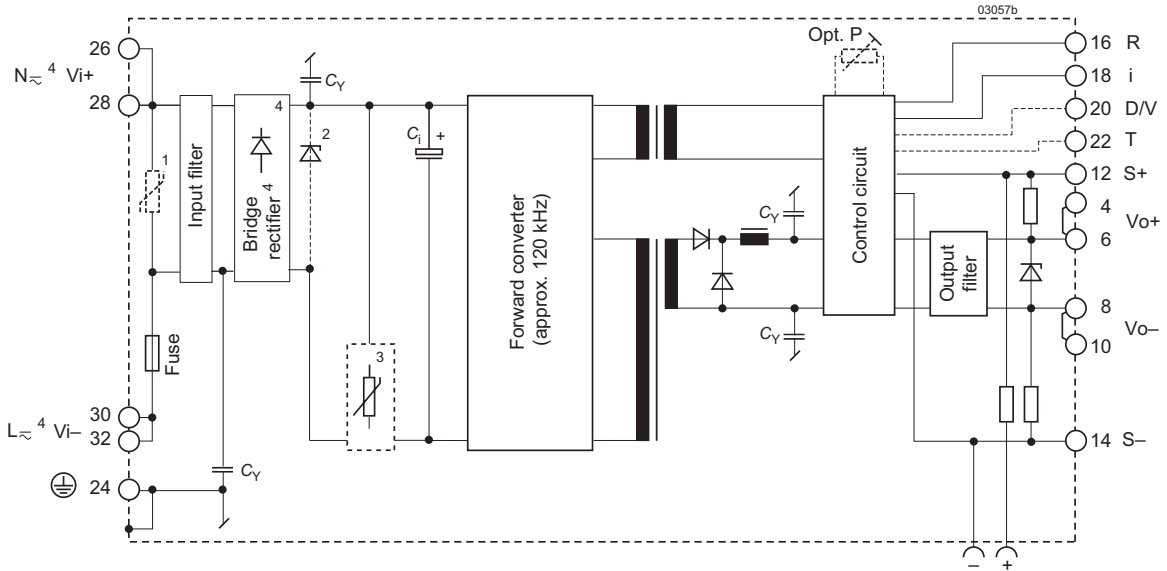 03057b
Opt. P
26
N 4 Vi+
28
1
Input filter
4
Bridge
rectifier 4
CY
2
Ci +
3
Fuse
30
L 4 Vi–
32
24
CY
Forward converter
(approx. 120 kHz)
CY
CY
Control circuit
Output
filter
16 R
18 i
20 D/V
22 T
12 S+
4
Vo+
6
8
Vo–
10
14 S–
– +